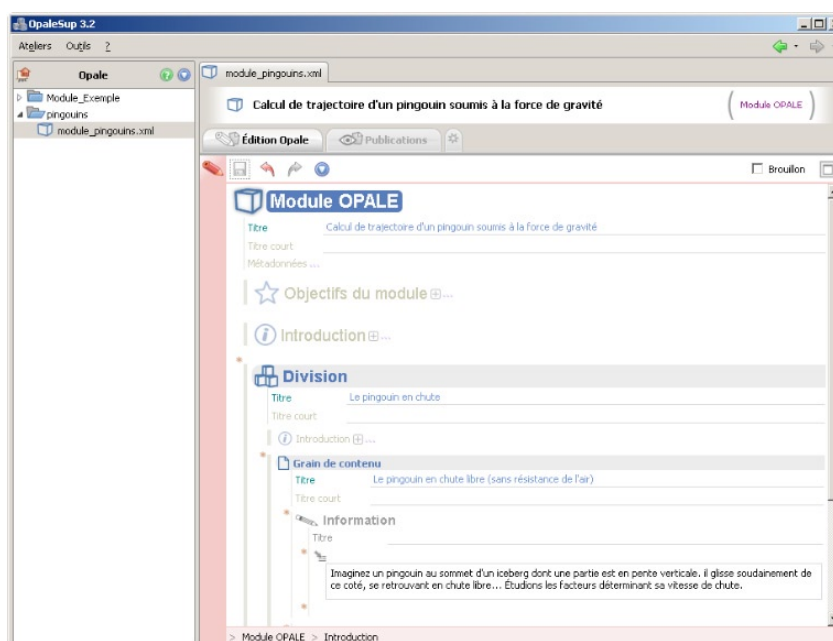 OpaleSup 3.2
Ateliers Outils ?
Opale
Module_Exemple
pingouins
module_pingouins.xml
module_pingouins.xml
Calcul de trajectoire d'un pingouin soumis à la force de gravité
Module OPALE
Édition Opale Publications
Brouillon
Module OPALE
Titre Calcul de trajectoire d'un pingouin soumis à la force de gravité
Titre court
Métadonnées ...
Objectifs du module ...
Introduction ...
Division
Titre Le pingouin en chute
Titre court
Introduction ...
Grain de contenu
Titre Le pingouin en chute libre (sans résistance de l'air)
Titre court
Information
Titre
Imaginez un pingouin au sommet d'un iceberg dont une partie est en pente verticale, il glisse soudainement de
ce coté, se retrouvant en chute libre... Étudions les facteurs déterminant sa vitesse de chute.
> Module OPALE > Introduction